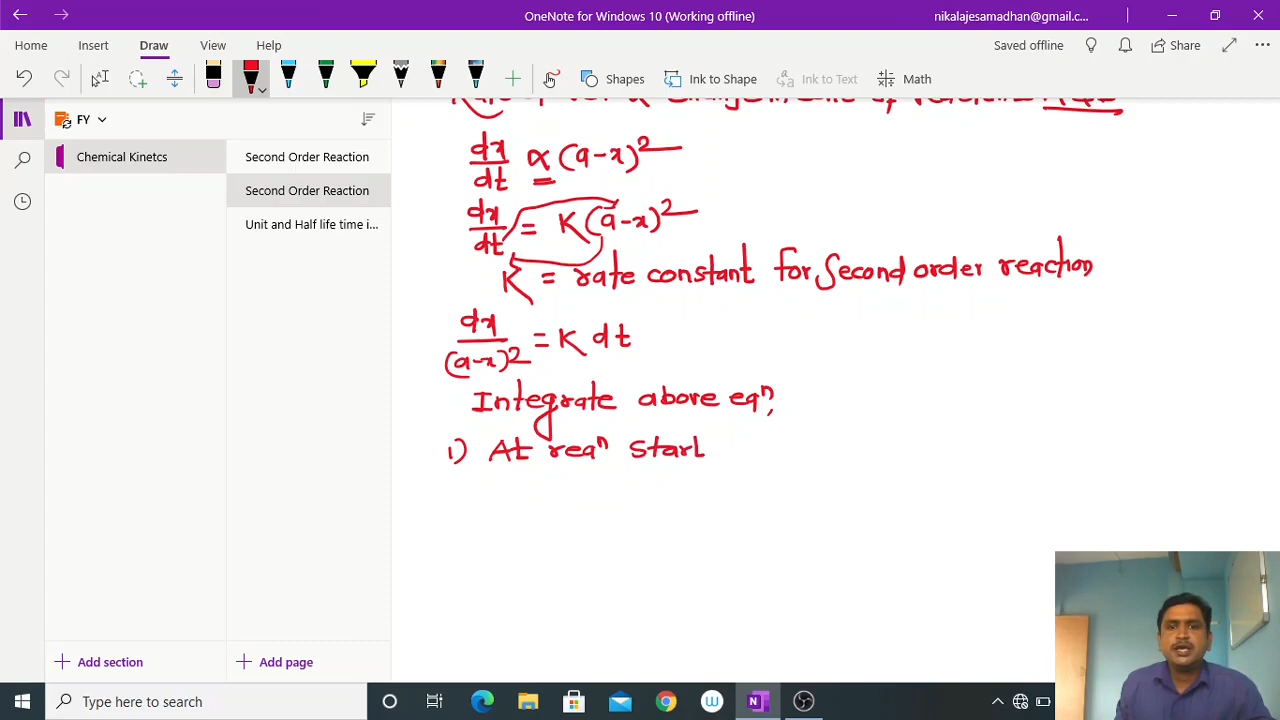 OneNote for Windows 10 (Working offline)
nikalajesamadhan@gmail.c...
Home Insert Draw View Help
Saved offline
Share
Shapes
Ink to Shape
Ink to Text
Math
FY
Chemical Kinetcs
Second Order Reaction
Second Order Reaction
Unit and Half life time i...
dx/dt ∝ (a-x)²
dx/dt = K(a-x)²
K = rate constant for Second order reaction
dx/(a-x)² = K dt
Integrate above eqⁿ,
1) At reaⁿ Start
Add section
Add page
Type here to search